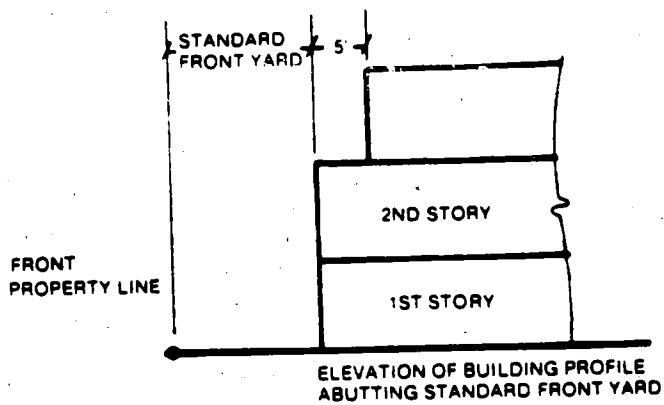 STANDARD
FRONT YARD
5'
2ND STORY
FRONT
PROPERTY LINE
1ST STORY
ELEVATION OF BUILDING PROFILE
ABUTTING STANDARD FRONT YARD